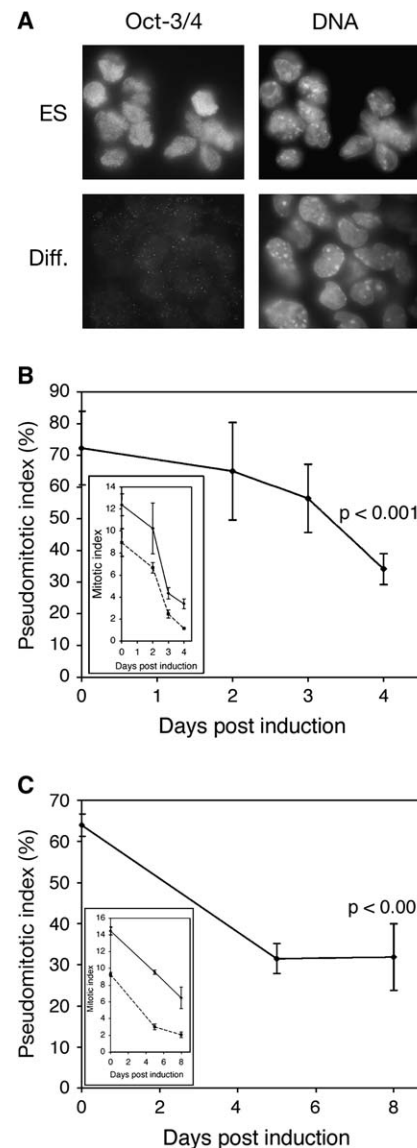 A
Oct-3/4 DNA
ES
Diff.
B
90
80
70
60
50
40
30
20
10
0
Pseudomitotic index (%)
p < 0.001
0 1 2 3 4
Days post induction
14
12
10
8
6
4
2
0
Mitotic index
0 1 2 3 4
Days post induction
C
70
60
50
40
30
20
10
0
Pseudomitotic index (%)
p < 0.00
0 2 4 6 8
Days post induction
16
14
12
10
8
6
4
2
0
Mitotic index
0 2 4 6 8
Days post induction